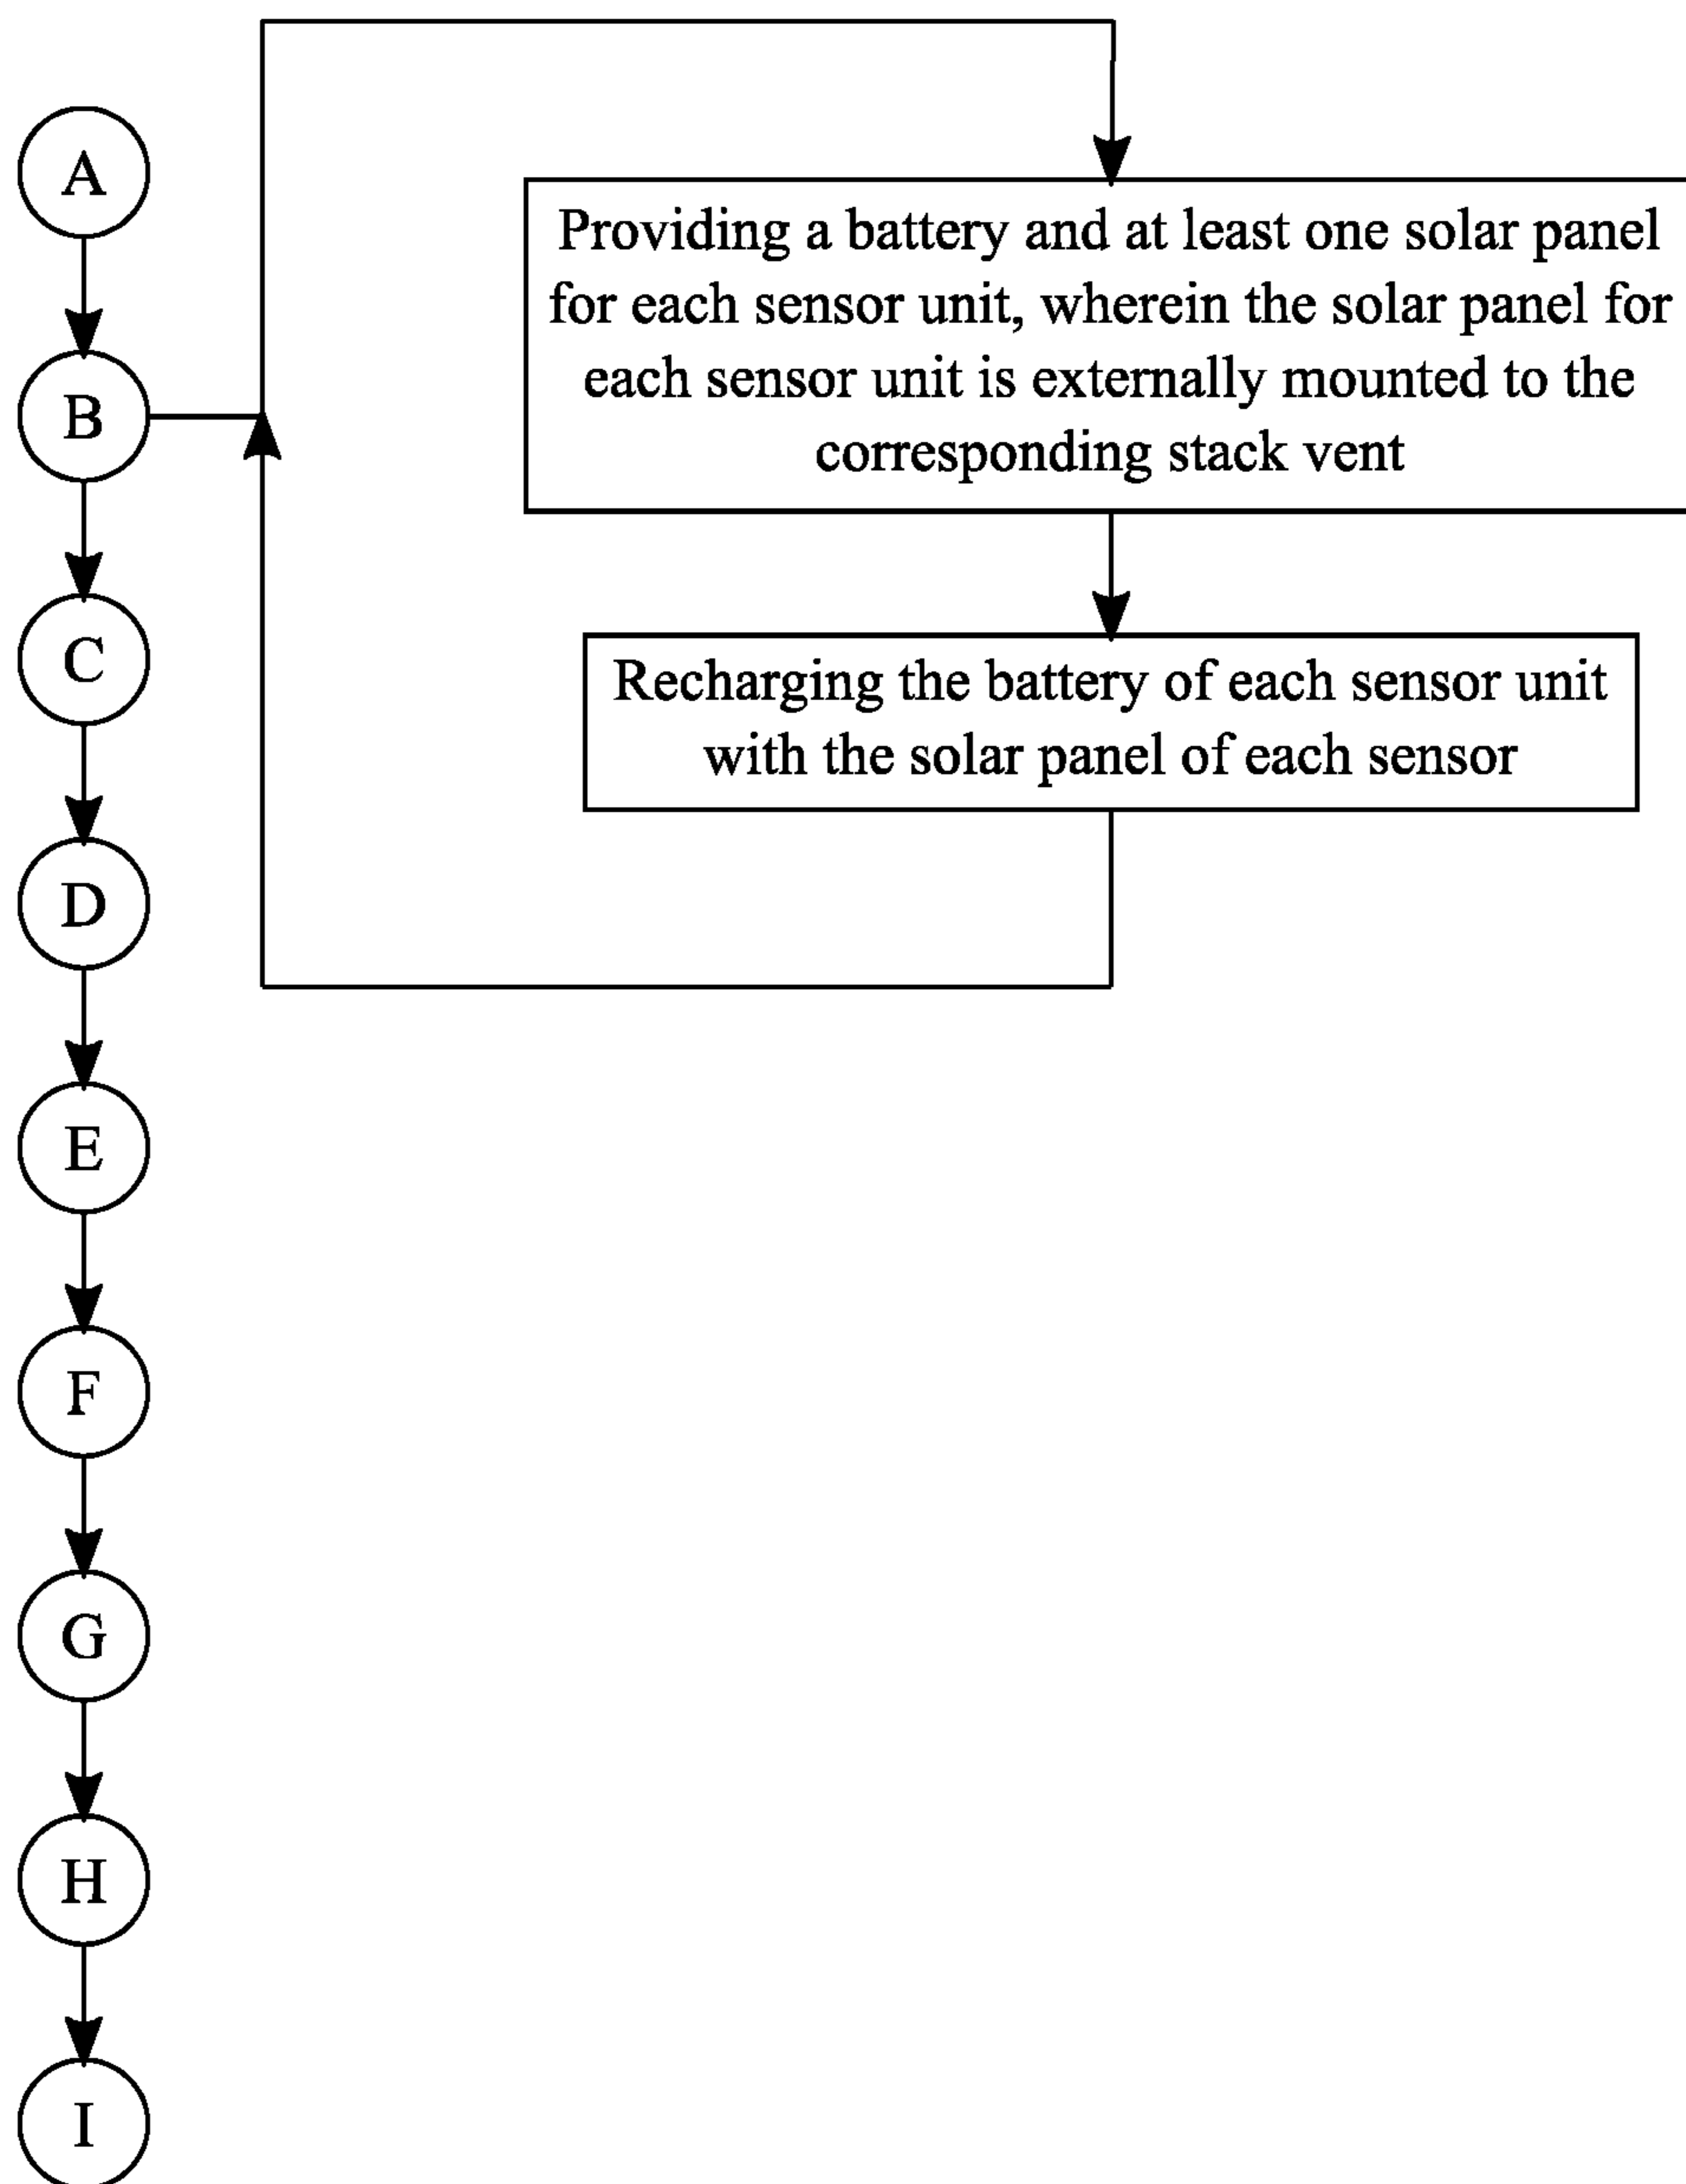 A
B
C
D
E
F
G
H
I
Providing a battery and at least one solar panel
for each sensor unit, wherein the solar panel for
each sensor unit is externally mounted to the
corresponding stack vent
Recharging the battery of each sensor unit
with the solar panel of each sensor